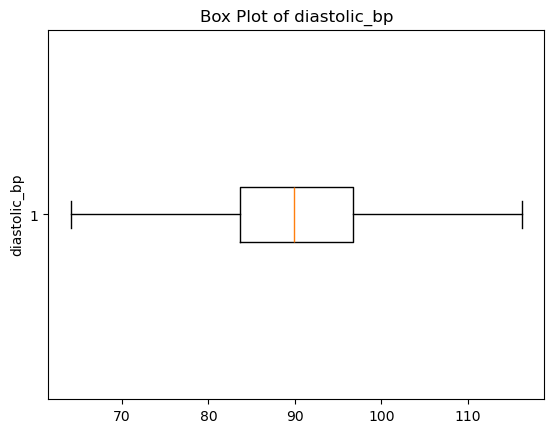 Box Plot of diastolic_bp
diastolic_bp
1
70 80 90 100 110